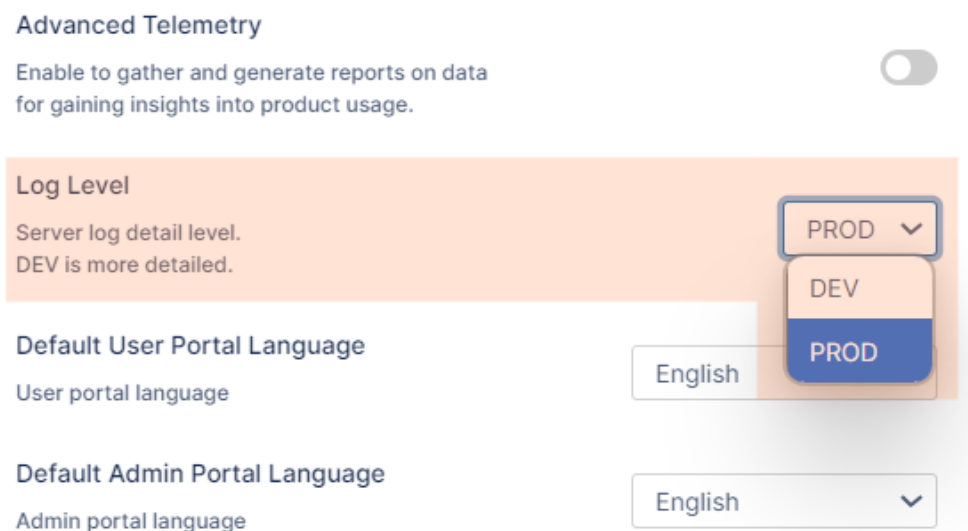 Advanced Telemetry
Enable to gather and generate reports on data
for gaining insights into product usage.
Log Level
Server log detail level.
DEV is more detailed.
PROD
DEV
PROD
Default User Portal Language
User portal language
English
Default Admin Portal Language
Admin portal language
English